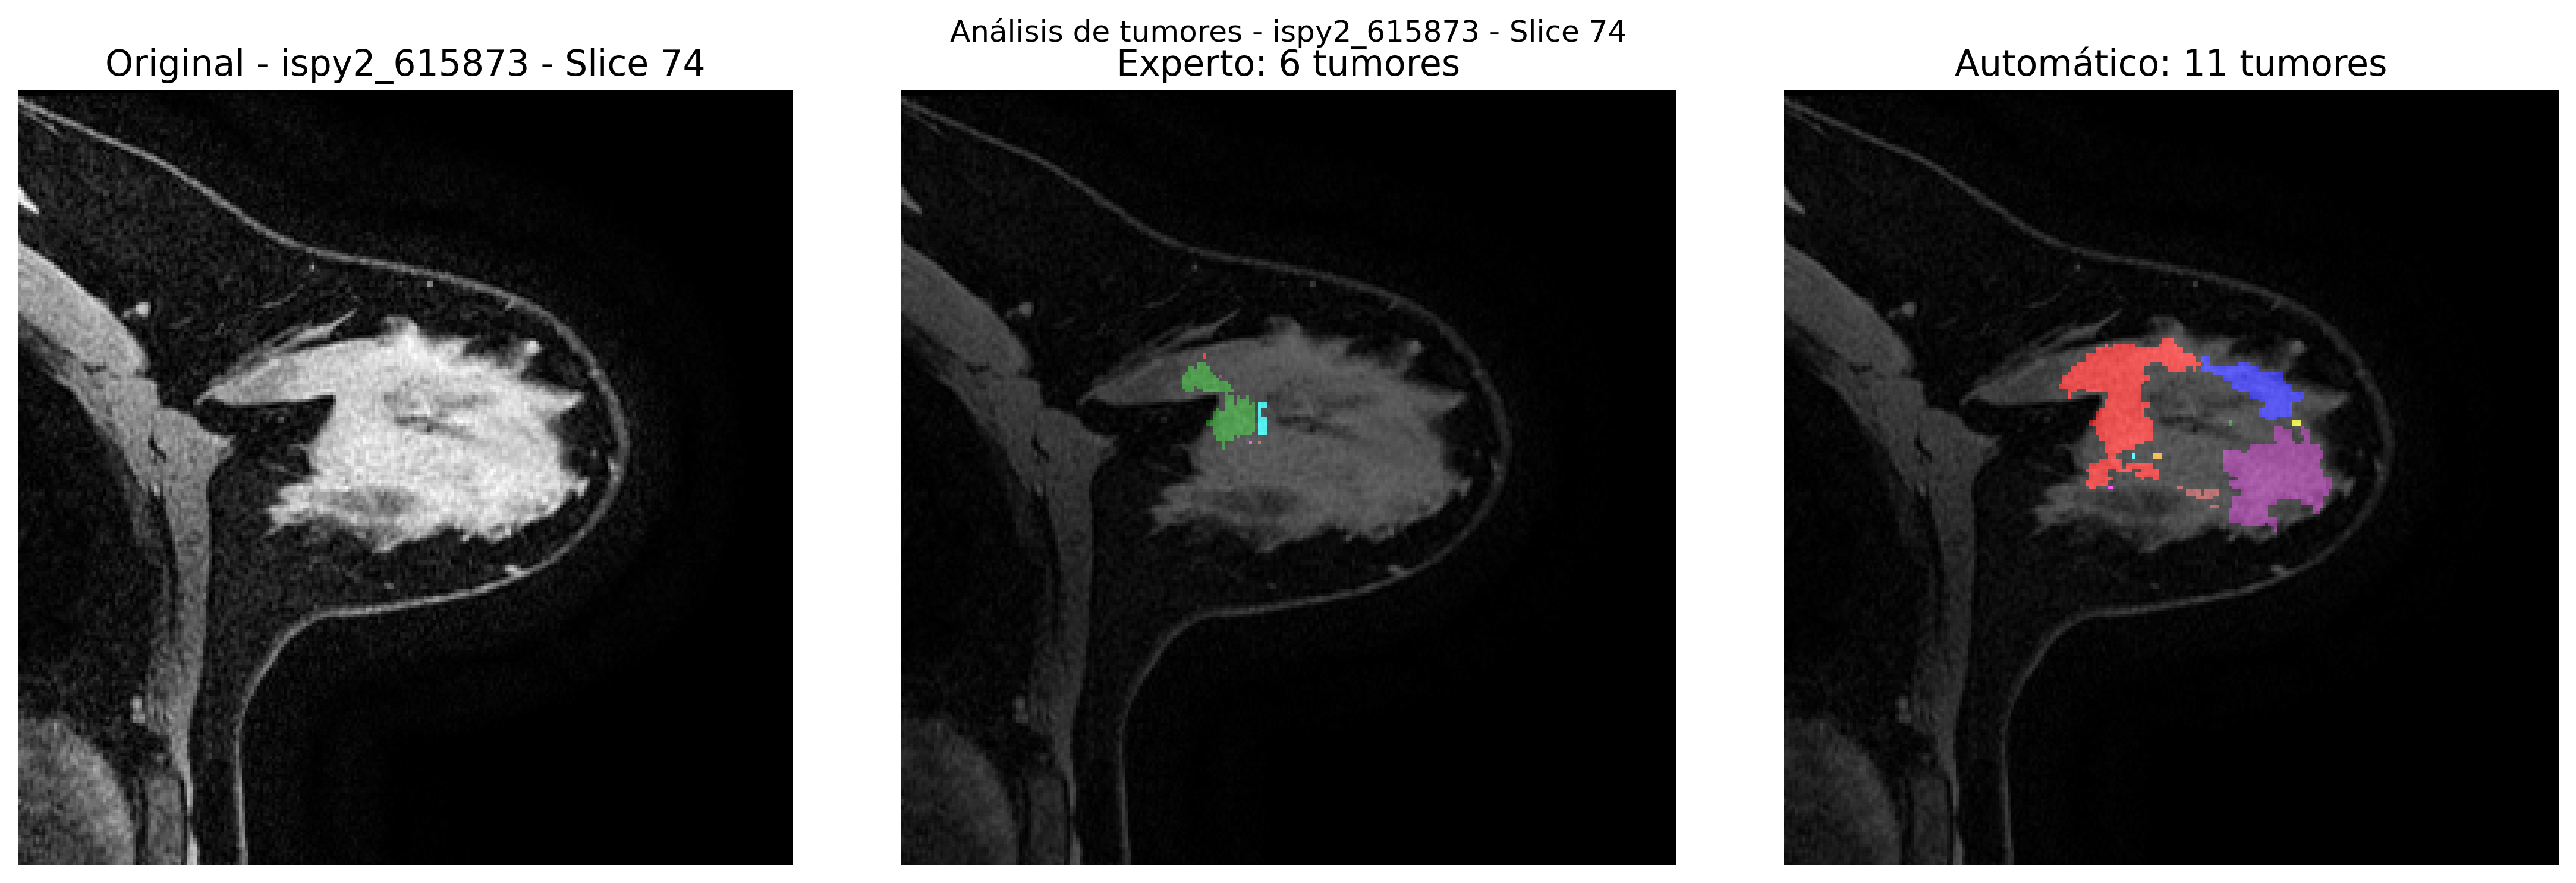 Análisis de tumores - ispy2_615873 - Slice 74
Original - ispy2_615873 - Slice 74
Experto: 6 tumores
Automático: 11 tumores